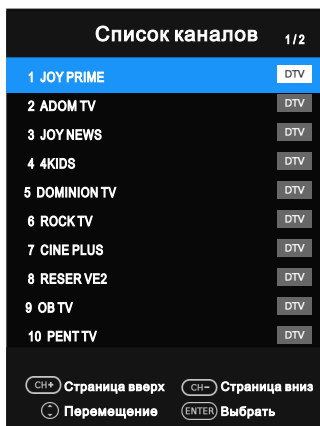 Список каналов 1/2
1 JOY PRIME DTV
2 ADOM TV DTV
3 JOY NEWS DTV
4 4KIDS DTV
5 DOMINION TV DTV
6 ROCK TV DTV
7 CINE PLUS DTV
8 RESER VE2 DTV
9 OB TV DTV
10 PENT TV DTV
CH+ Страница вверх CH− Страница вниз
Перемещение ENTER Выбрать